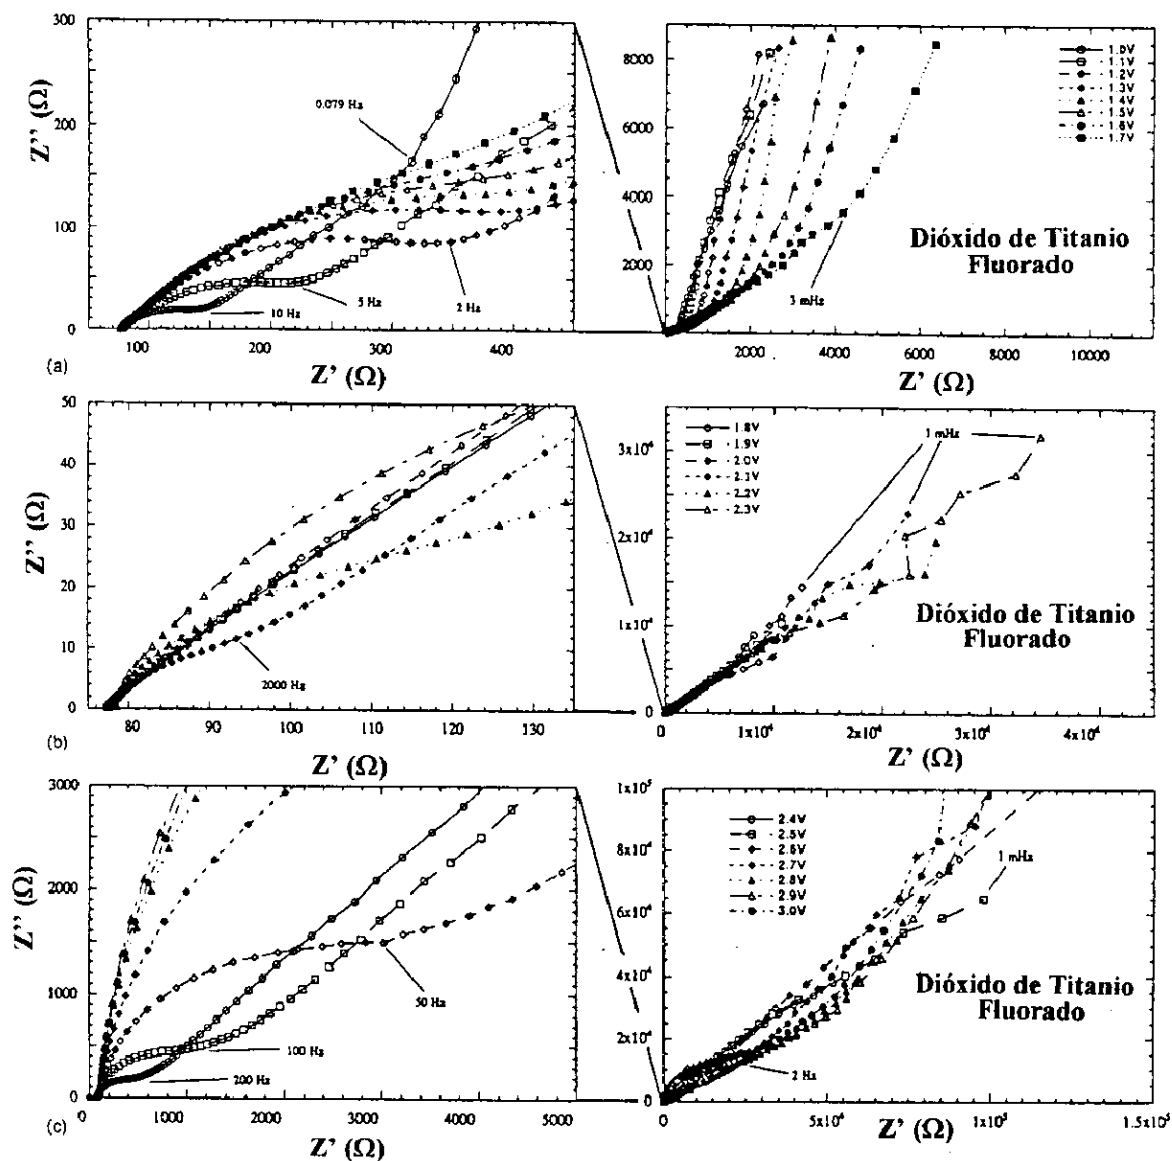 300
200
100
0
Z'' (Ω)
0.079 Hz
10 Hz
5 Hz
2 Hz
100
200
300
400
(a)
Z' (Ω)
8000
6000
4000
2000
1.0V
1.1V
1.2V
1.3V
1.4V
1.5V
1.6V
1.7V
3 mHz
Dióxido de Titanio
Fluorado
2000
4000
6000
8000
10000
Z' (Ω)
50
40
30
20
10
0
Z'' (Ω)
2000 Hz
80
90
100
110
120
130
(b)
Z' (Ω)
3x10⁴
2x10⁴
1x10⁴
0
1.8V
1.9V
2.0V
2.1V
2.2V
2.3V
1 mHz
Dióxido de Titanio
Fluorado
0
1x10⁴
2x10⁴
3x10⁴
4x10⁴
Z' (Ω)
3000
2000
1000
0
Z'' (Ω)
50 Hz
100 Hz
200 Hz
0
1000
2000
3000
4000
5000
(c)
Z' (Ω)
1x10⁵
8x10⁴
6x10⁴
4x10⁴
2x10⁴
0
2.4V
2.5V
2.6V
2.7V
2.8V
2.9V
3.0V
1 mHz
2 Hz
Dióxido de Titanio
Fluorado
0
5x10⁴
1x10⁵
1.5x10⁵
Z' (Ω)